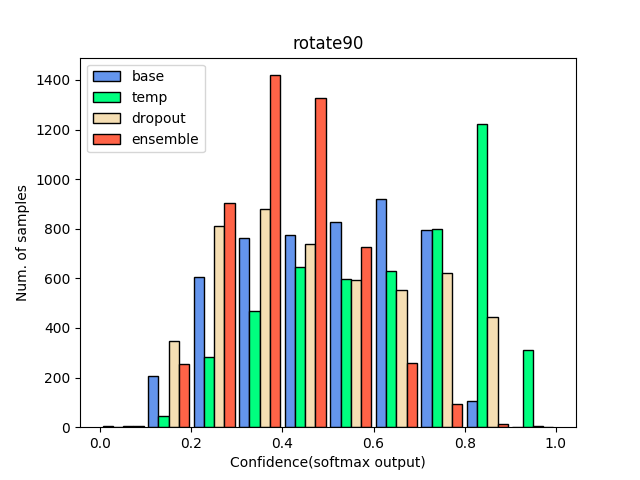 rotate90
base
temp
dropout
ensemble
Num. of samples
1400
1200
1000
800
600
400
200
0
0.0 0.2 0.4 0.6 0.8 1.0
Confidence(softmax output)